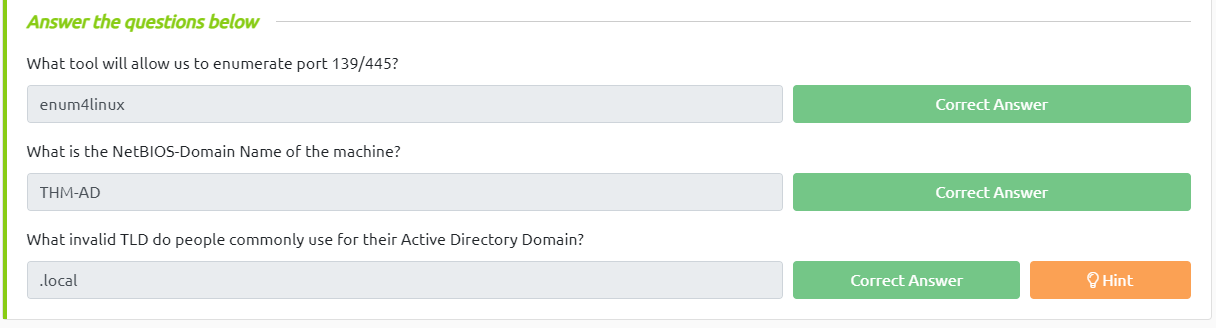 Answer the questions below
What tool will allow us to enumerate port 139/445?
enum4linux
Correct Answer
What is the NetBIOS-Domain Name of the machine?
THM-AD
Correct Answer
What invalid TLD do people commonly use for their Active Directory Domain?
.local
Correct Answer
Hint